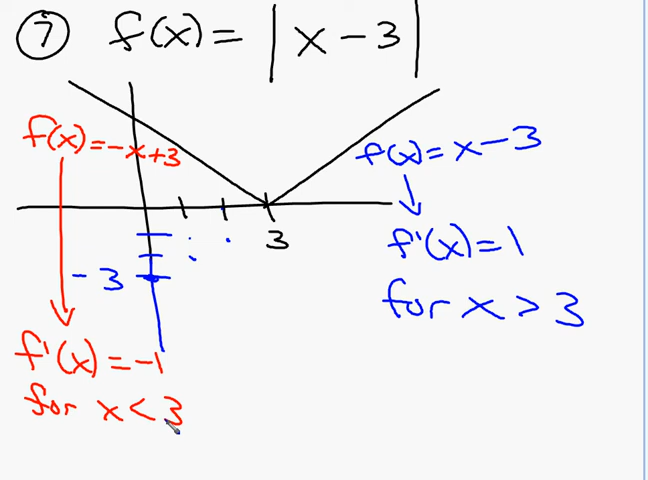 7 f(x) = |x - 3|
f(x) = -x + 3
f(x) = x - 3
3
f'(x) = 1
for x > 3
- 3
f'(x) = -1
for x < 3